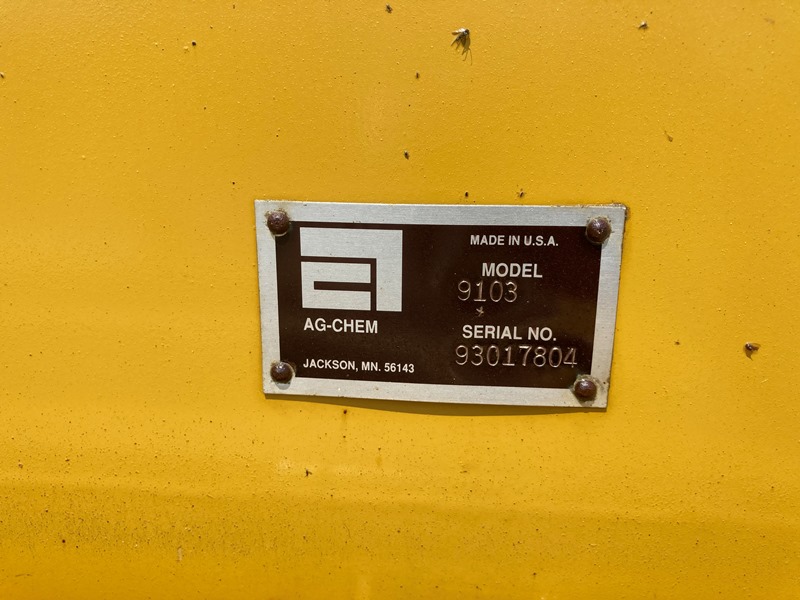 MADE IN U.S.A.
MODEL
9103
AG-CHEM
SERIAL NO.
93017804
JACKSON, MN. 56143